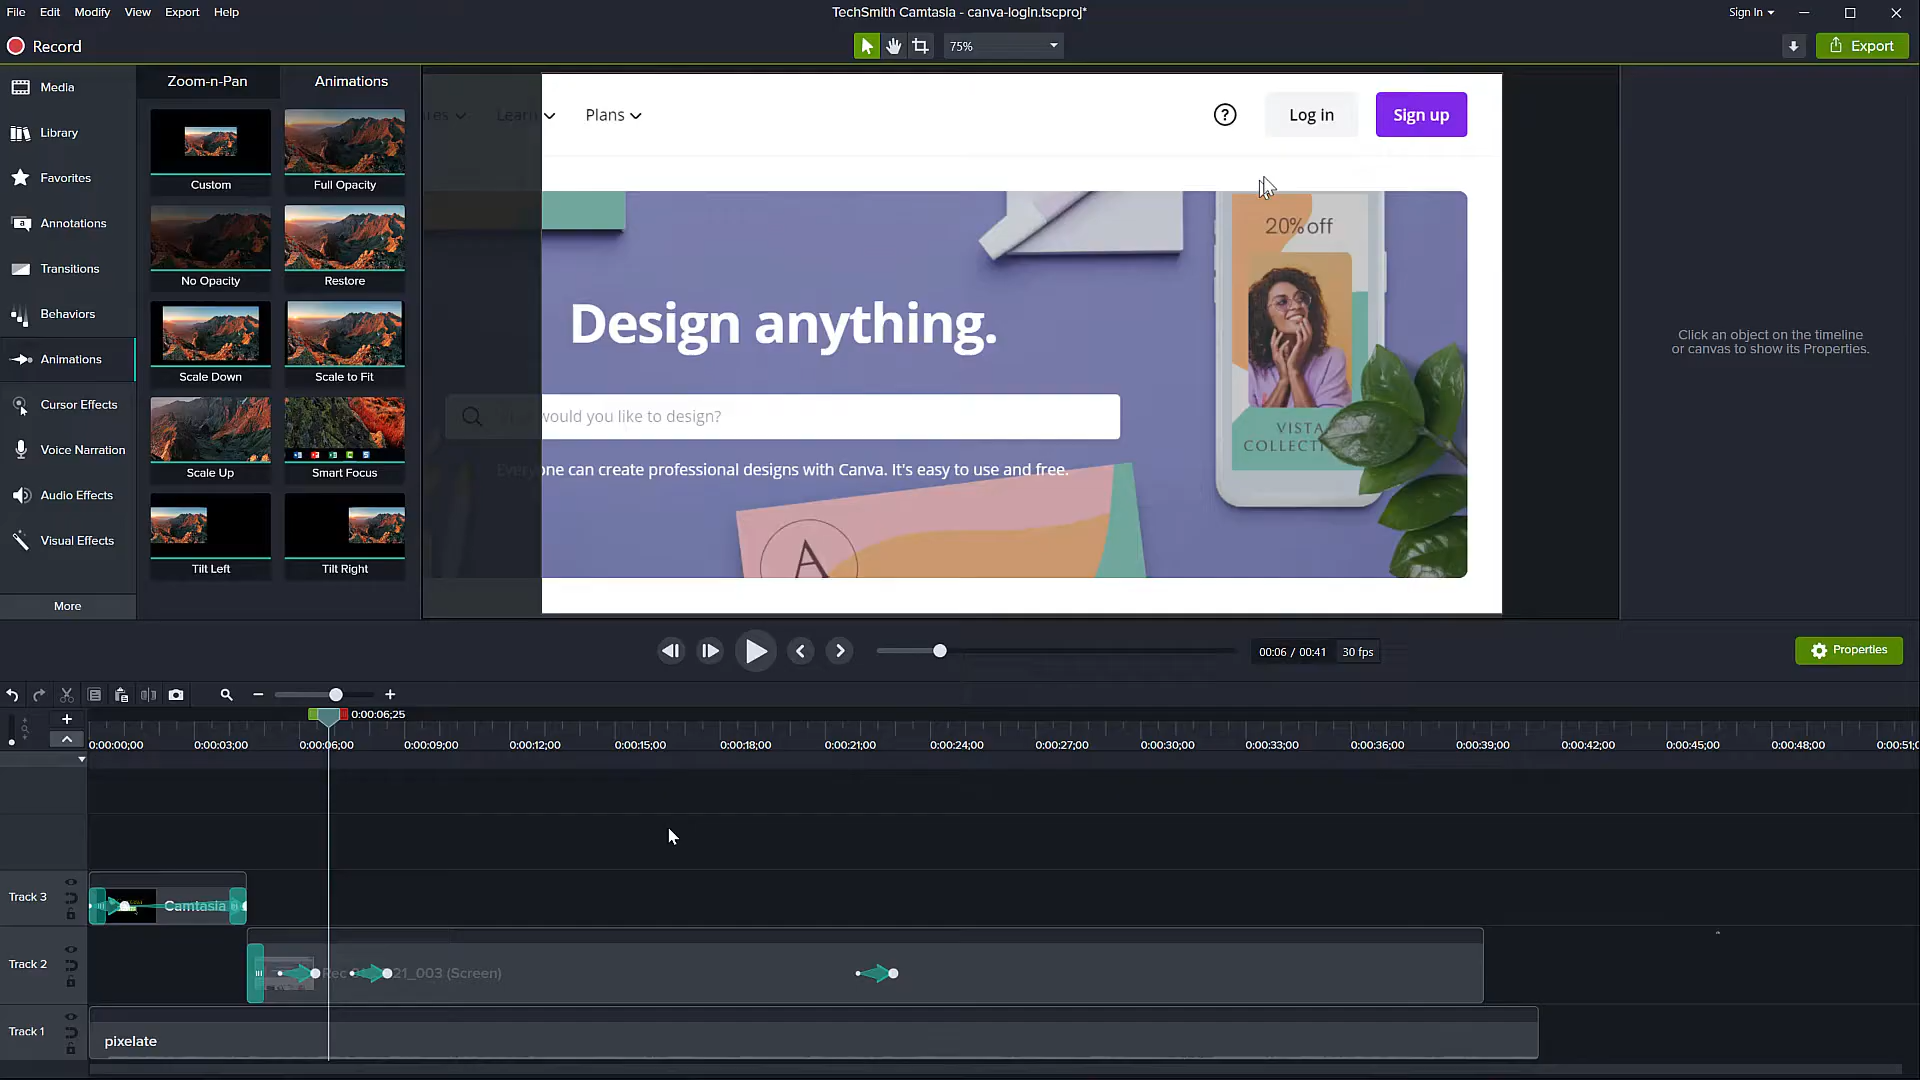 File Edit Modify View Export Help
TechSmith Camtasia - canva-login.tscproj*
Sign In
Record
75%
Export
Media
Library
Favorites
Annotations
Transitions
Behaviors
Animations
Cursor Effects
Voice Narration
Audio Effects
Visual Effects
More
Zoom-n-Pan Animations
Custom Full Opacity
No Opacity Restore
Scale Down Scale to Fit
Scale Up Smart Focus
Tilt Left Tilt Right
Learn Plans
Log in Sign up
20% off
Design anything.
would you like to design?
VISTA
COLLECTI
Everyone can create professional designs with Canva. It's easy to use and free.
A
Click an object on the timeline
or canvas to show its Properties.
00:06 / 00:41 30 fps
Properties
0:00:06;25
0:00:00;00 0:00:03;00 0:00:06;00 0:00:09;00 0:00:12;00 0:00:15;00 0:00:18;00 0:00:21;00 0:00:24;00 0:00:27;00 0:00:30;00 0:00:33;00 0:00:36;00 0:00:39;00 0:00:42;00 0:00:45;00 0:00:48;00 0:00:51;0
Track 3
Camtasia
Track 2
Rec 21_003 (Screen)
Track 1
pixelate